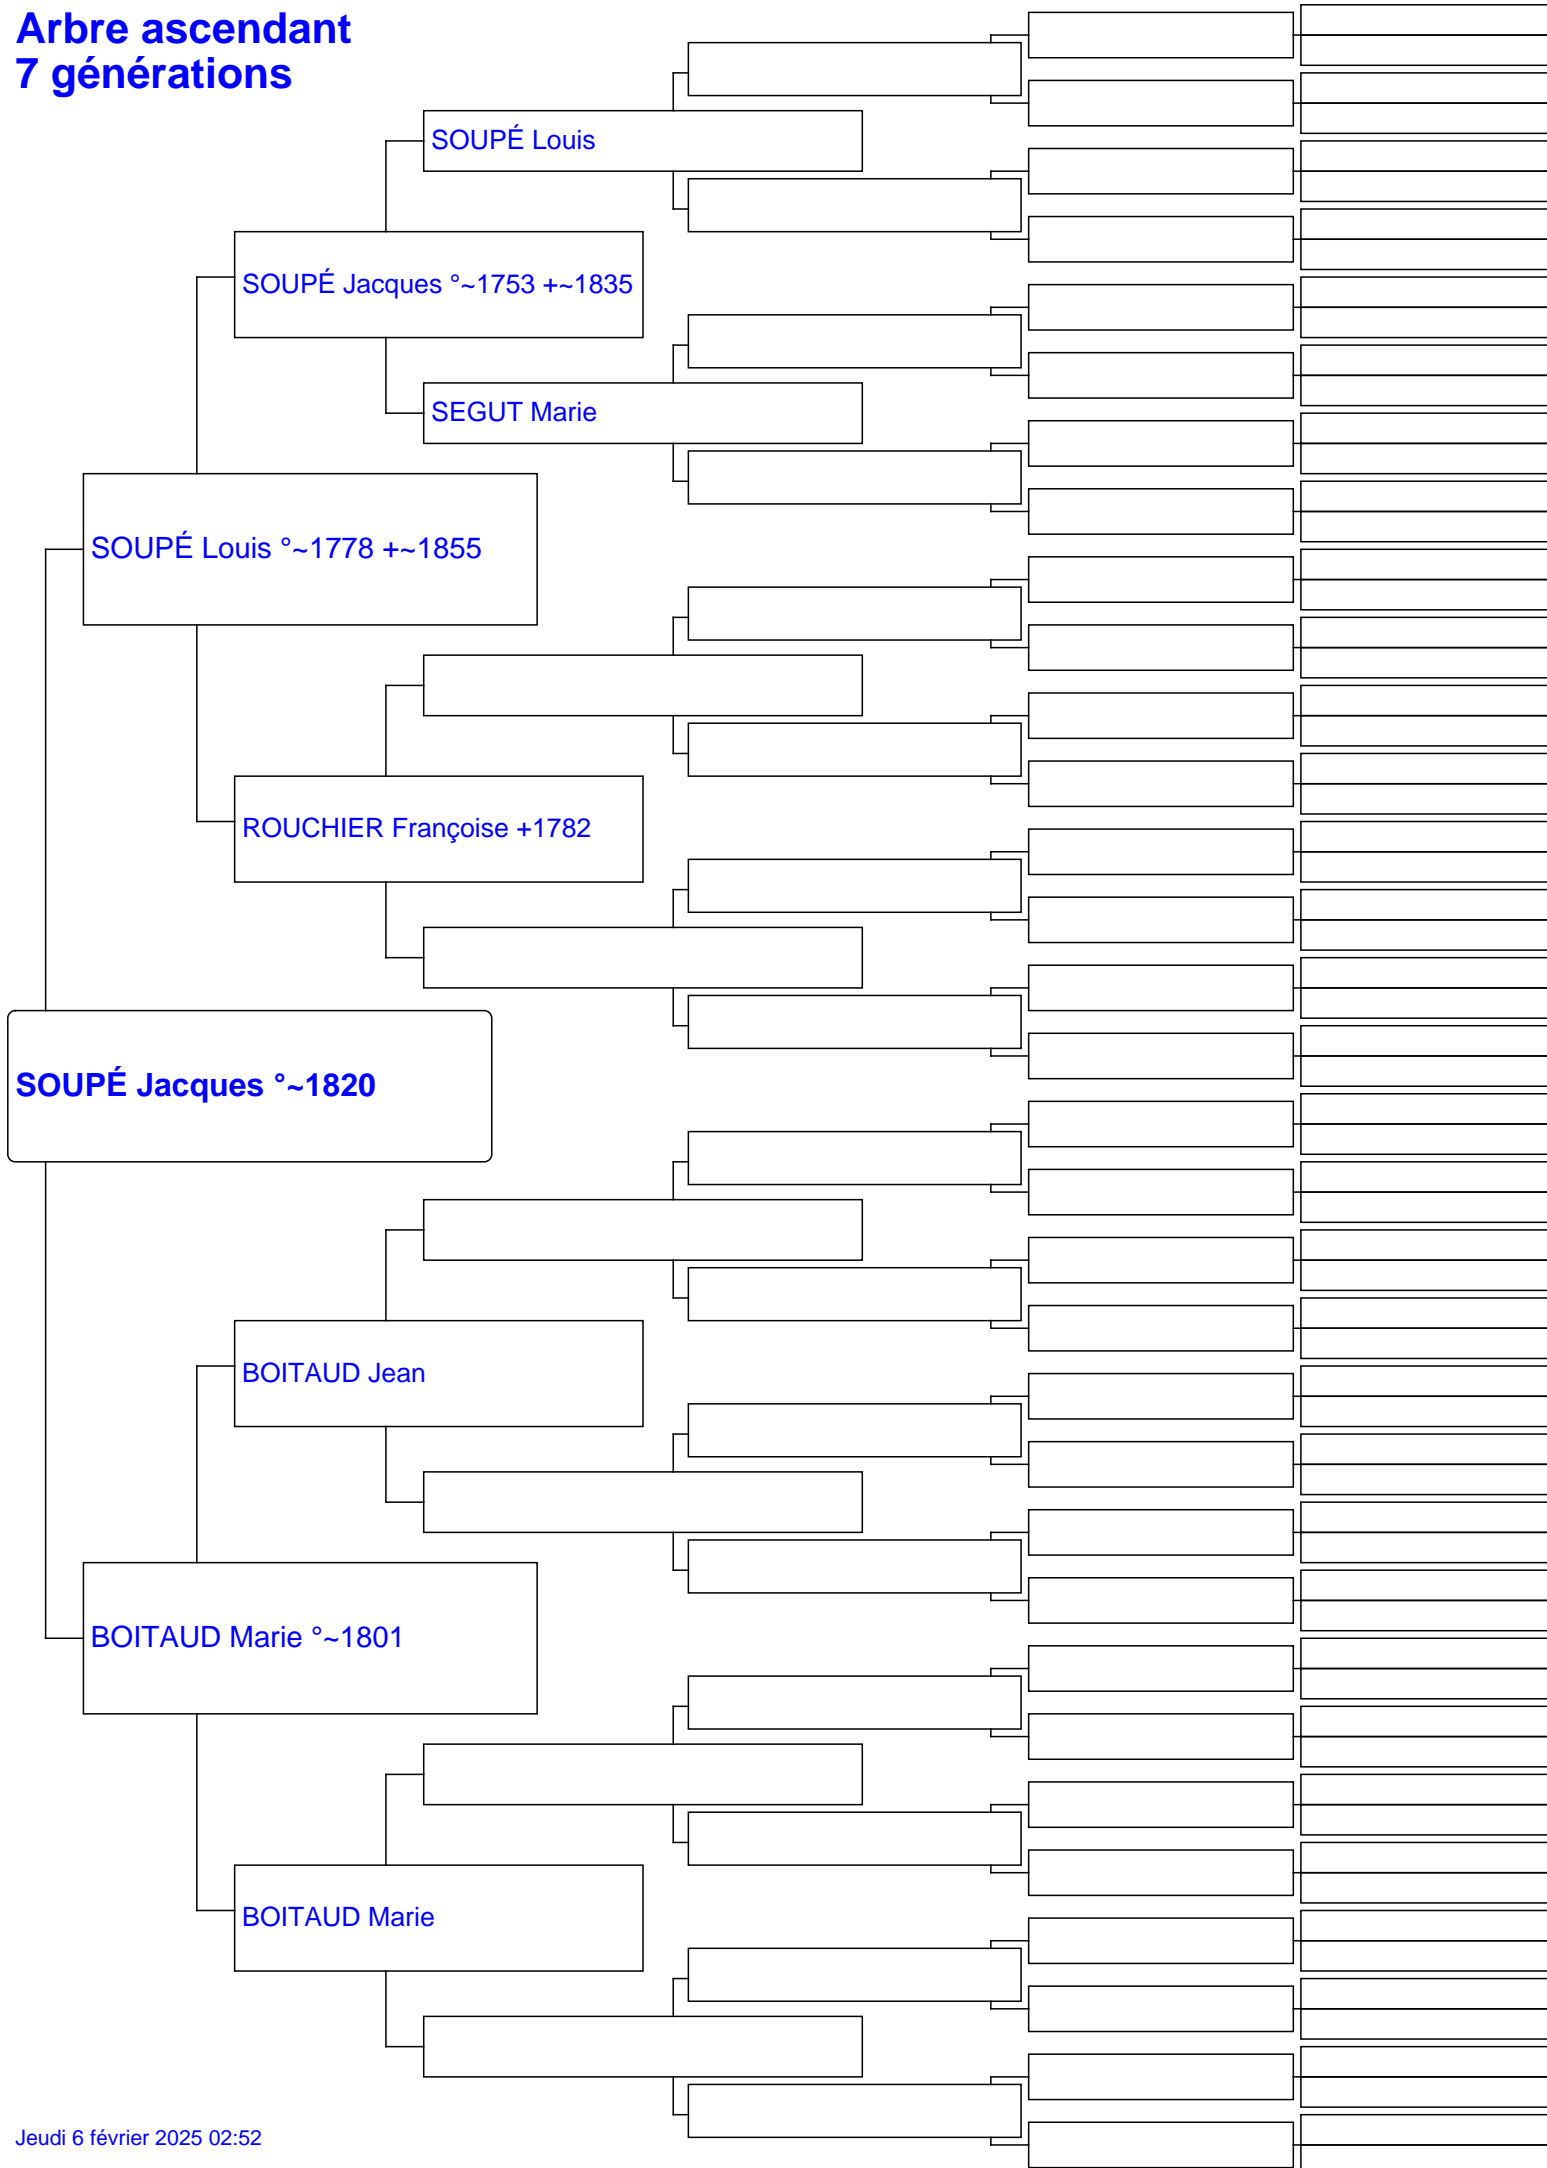 Arbre ascendant
7 générations
SOUPÉ Louis
SOUPÉ Jacques °~1753 +~1835
SEGUT Marie
SOUPÉ Louis °~1778 +~1855
ROUCHIER Françoise +1782
SOUPÉ Jacques °~1820
BOITAUD Jean
BOITAUD Marie °~1801
BOITAUD Marie
Jeudi 6 février 2025 02:52